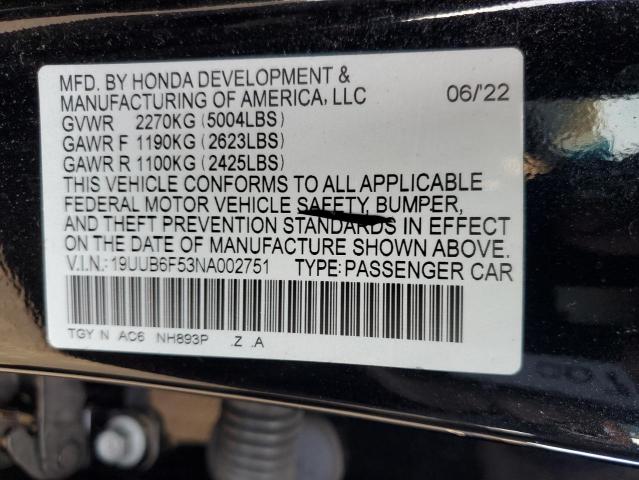 MFD. BY HONDA DEVELOPMENT &
MANUFACTURING OF AMERICA, LLC 06/'22
GVWR 2270KG (5004LBS)
GAWR F 1190KG (2623LBS)
GAWR R 1100KG (2425LBS)
THIS VEHICLE CONFORMS TO ALL APPLICABLE
FEDERAL MOTOR VEHICLE SAFETY, BUMPER,
AND THEFT PREVENTION STANDARDS IN EFFECT
ON THE DATE OF MANUFACTURE SHOWN ABOVE.
V.I.N.:19UUB6F53NA002751 TYPE:PASSENGER CAR
TGY N AC6 NH893P .Z .A